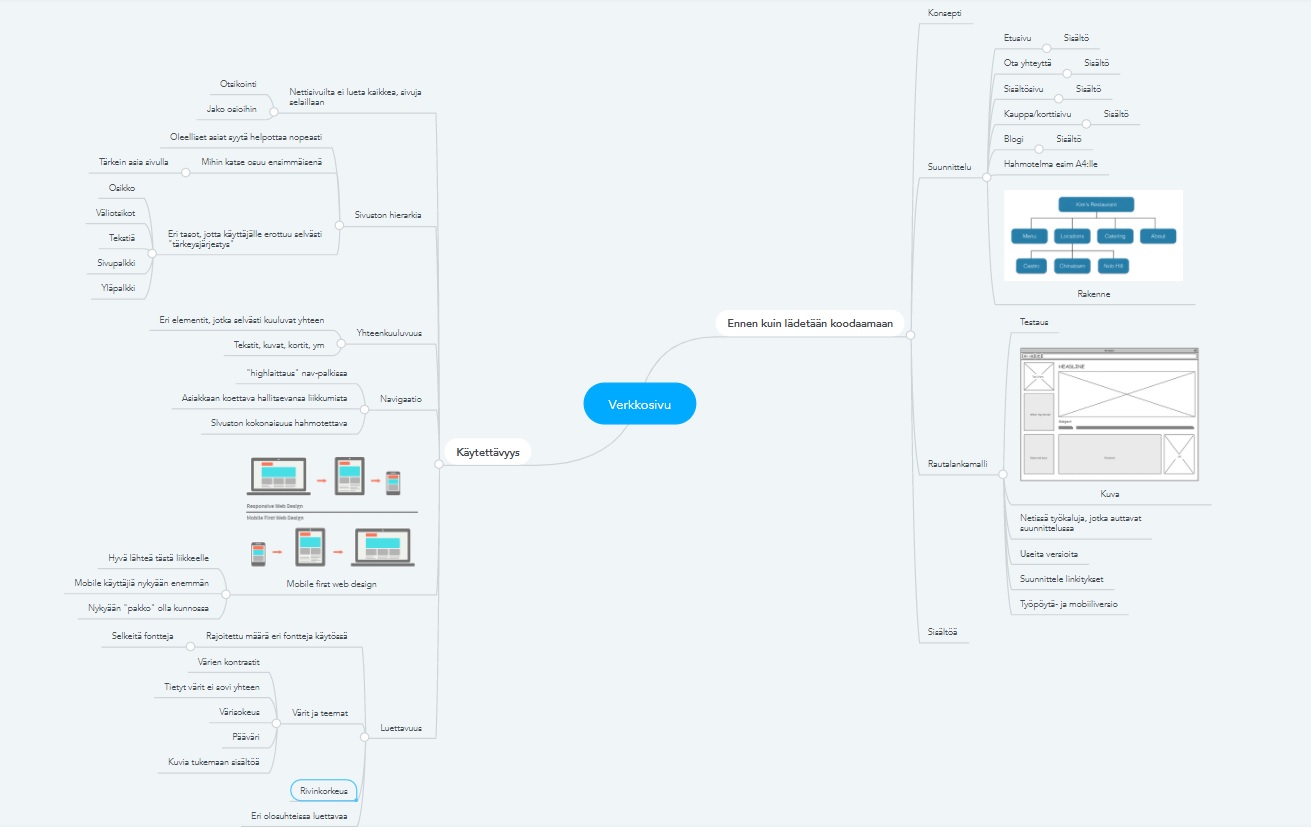 Verkkosivu
Ennen kuin lädetään koodaamaan
Konsepti
Suunnittelu
Etusivu
Sisältö
Ota yhteyttä
Sisältö
Sisältösivu
Sisältö
Kauppa/korttisivu
Sisältö
Blogi
Sisältö
Hahmotelma esim A4:lle
Kim's Restaurant
Menu
Locations
Catering
About
Castro
Chinatown
Nob Hill
Rakenne
Rautalankamalli
Testaus
HEADLINE
Kuva
Netissä työkaluja, jotka auttavat
suunnittelussa
Useita versioita
Suunnittele linkitykset
Työpöytä- ja mobiiliversio
Sisältöä
Käytettävyys
Nettisivuilta ei lueta kaikkea, sivuja
selaillaan
Otsikointi
Jako osioihin
Sivuston hierarkia
Oleelliset asiat syytä helpottaa nopeasti
Mihin katse osuu ensimmäisenä
Tärkein asia sivulla
Eri tasot, jotta käyttäjälle erottuu selvästi
"tärkeysjärjestys"
Osikko
Väliotsikot
Tekstiä
Sivupalkki
Yläpalkki
Yhteenkuuluvuus
Eri elementit, jotka selvästi kuuluvat yhteen
Tekstit, kuvat, kortit, ym
Navigaatio
"highlaittaus" nav-palkissa
Asiakkaan koettava hallitsevansa liikkumista
SIvuston kokonaisuus hahmotettava
Responsive Web Design
Mobile First Web Design
Mobile first web design
Hyvä lähteä tästä liikkeelle
Mobile käyttäjiä nykyään enemmän
Nykyään "pakko" olla kunnossa
Luettavuus
Rajoitettu määrä eri fontteja käytössä
Selkeitä fontteja
Värit ja teemat
Värien kontrastit
Tietyt värit ei sovi yhteen
Värisokeus
Pääväri
Kuvia tukemaan sisältöä
Rivinkorkeus
Eri olosuhteissa luettavaa